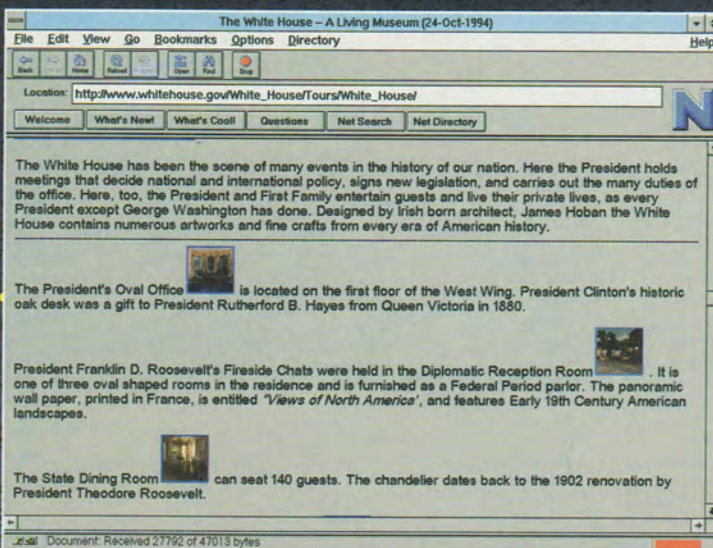 The White House – A Living Museum (24-Oct-1994)
File Edit View Go Bookmarks Options Directory Help
Back Home Reload Open Find Stop
Location: http://www.whitehouse.gov/White_House/Tours/White_House/
Welcome What's New! What's Cool! Questions Net Search Net Directory
N
The White House has been the scene of many events in the history of our nation. Here the President holds
meetings that decide national and international policy, signs new legislation, and carries out the many duties of
the office. Here, too, the President and First Family entertain guests and live their private lives, as every
President except George Washington has done. Designed by Irish born architect, James Hoban the White
House contains numerous artworks and fine crafts from every era of American history.
The President's Oval Office is located on the first floor of the West Wing. President Clinton's historic
oak desk was a gift to President Rutherford B. Hayes from Queen Victoria in 1880.
President Franklin D. Roosevelt's Fireside Chats were held in the Diplomatic Reception Room . It is
one of three oval shaped rooms in the residence and is furnished as a Federal Period parlor. The panoramic
wall paper, printed in France, is entitled "Views of North America', and features Early 19th Century American
landscapes.
The State Dining Room can seat 140 guests. The chandelier dates back to the 1902 renovation by
President Theodore Roosevelt.
Document: Received 27792 of 47013 bytes